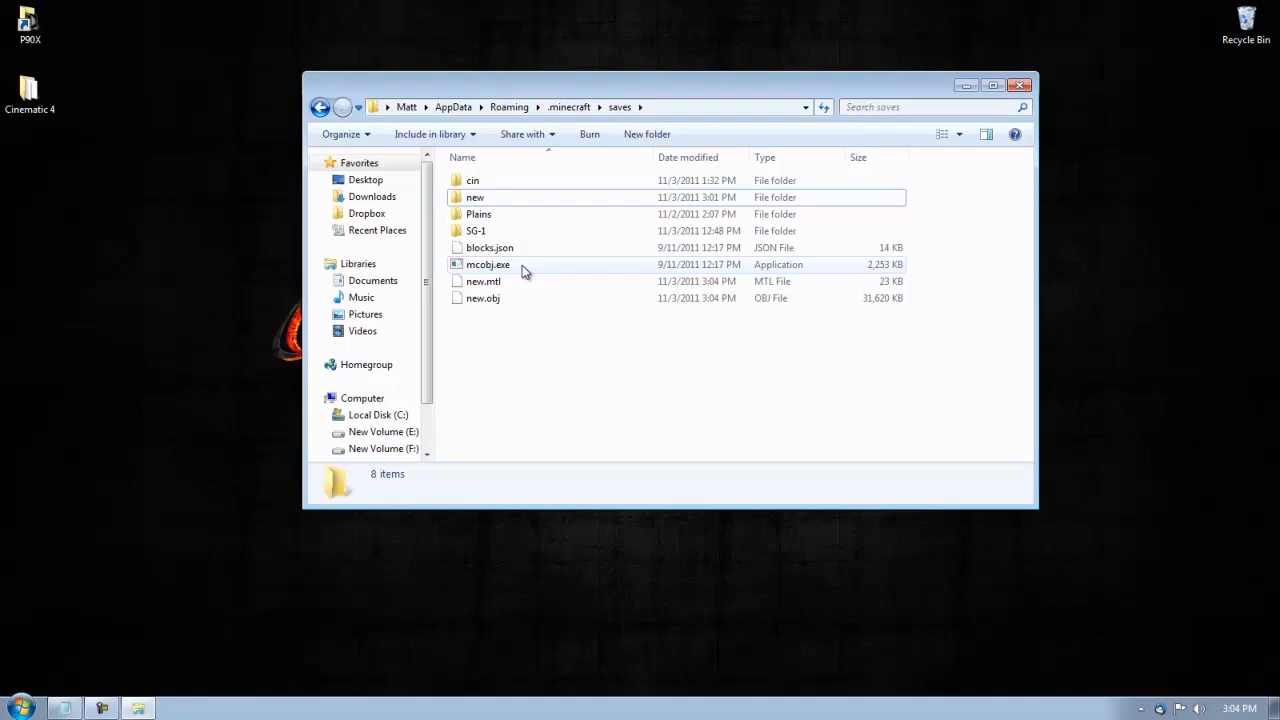 P90X
Cinematic 4
Recycle Bin
Matt AppData Roaming .minecraft saves
Search saves
Organize Include in library Share with Burn New folder
Name Date modified Type Size
Favorites
Desktop
Downloads
Dropbox
Recent Places
Libraries
Documents
Music
Pictures
Videos
Homegroup
Computer
Local Disk (C:)
New Volume (E:)
New Volume (F:)
cin 11/3/2011 1:32 PM File folder
new 11/3/2011 3:01 PM File folder
Plains 11/2/2011 2:07 PM File folder
SG-1 11/3/2011 12:48 PM File folder
blocks.json 9/11/2011 12:17 PM JSON File 14 KB
mcobj.exe 9/11/2011 12:17 PM Application 2,253 KB
new.mtl 11/3/2011 3:04 PM MTL File 23 KB
new.obj 11/3/2011 3:04 PM OBJ File 31,620 KB
8 items
3:04 PM